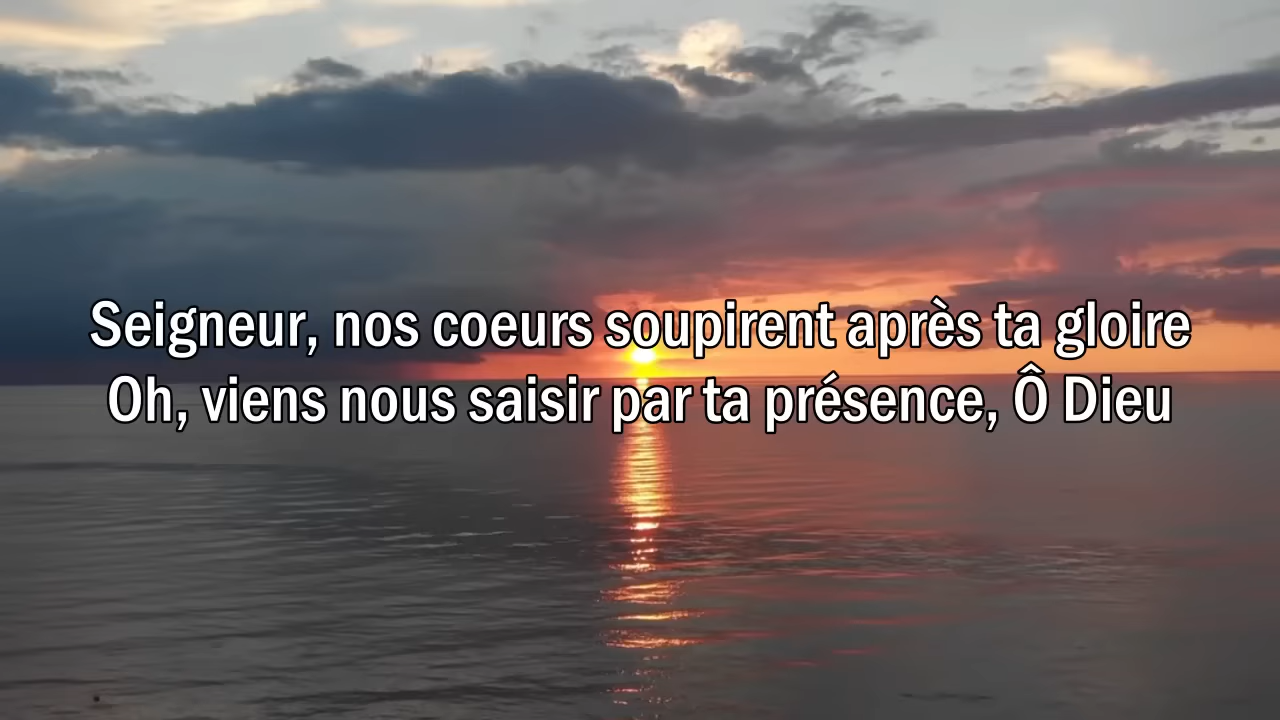 Seigneur, nos coeurs soupirent après ta gloire
Oh, viens nous saisir par ta présence, Ô Dieu